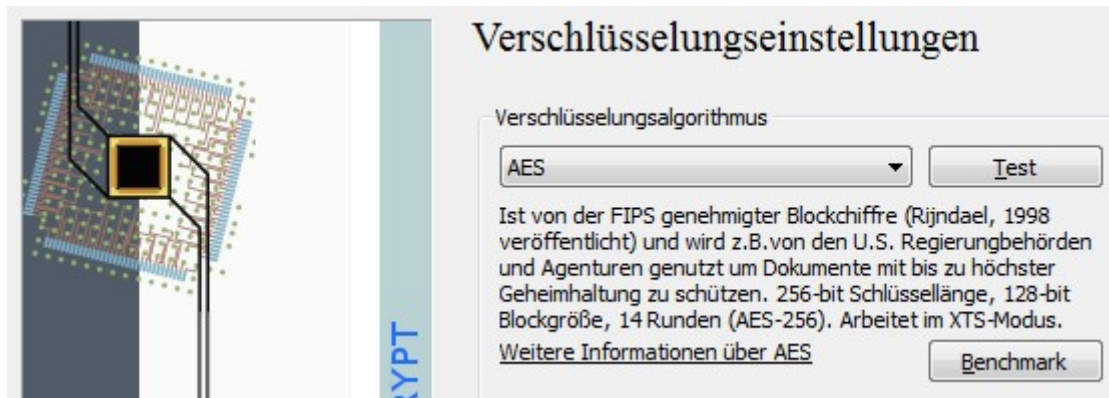 Verschlüsselungseinstellungen
Verschlüsselungsalgorithmus
AES
Test
Ist von der FIPS genehmigter Blockchiffre (Rijndael, 1998
veröffentlicht) und wird z.B.von den U.S. Regierungbehörden
und Agenturen genutzt um Dokumente mit bis zu höchster
Geheimhaltung zu schützen. 256-bit Schlüssellänge, 128-bit
Blockgröße, 14 Runden (AES-256). Arbeitet im XTS-Modus.
Weitere Informationen über AES
Benchmark
RYPT